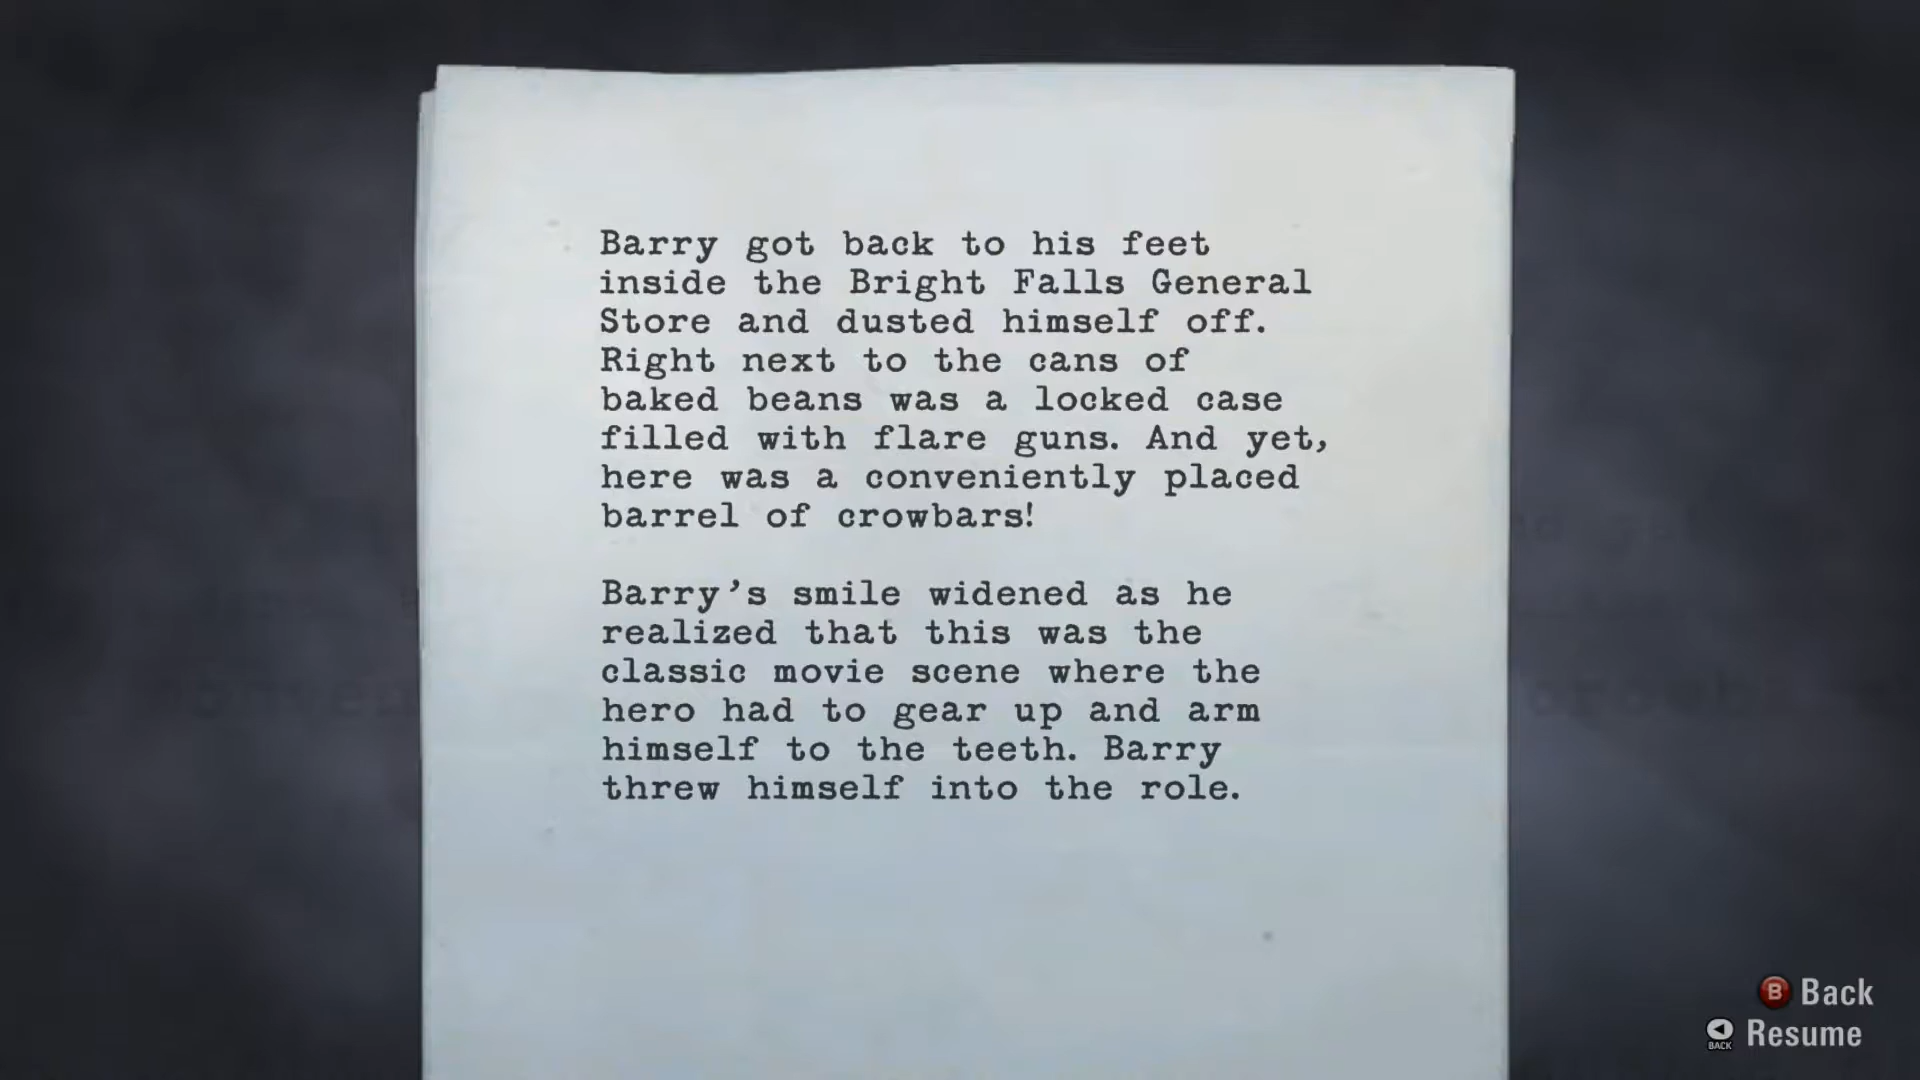 Barry got back to his feet
inside the Bright Falls General
Store and dusted himself off.
Right next to the cans of
baked beans was a locked case
filled with flare guns. And yet,
here was a conveniently placed
barrel of crowbars!
Barry’s smile widened as he
realized that this was the
classic movie scene where the
hero had to gear up and arm
himself to the teeth. Barry
threw himself into the role.
B Back
BACK Resume